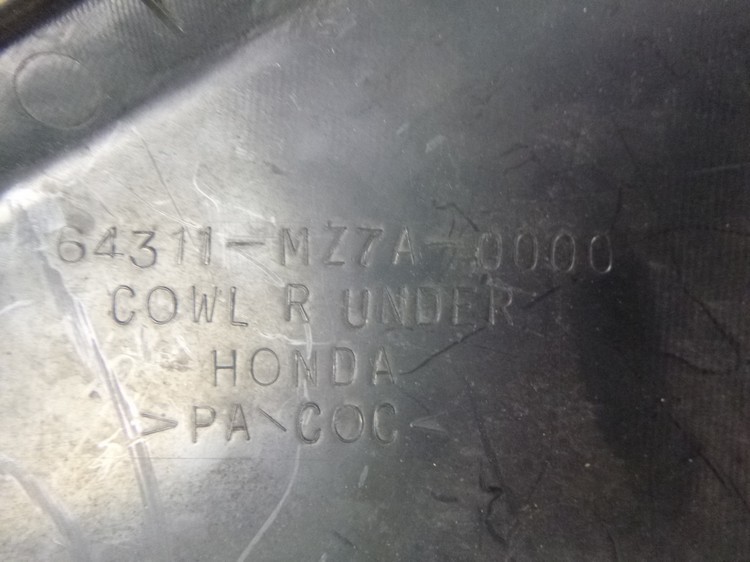 64311-MZ7A-0000
COWL R UNDER
HONDA
>PA\COC<